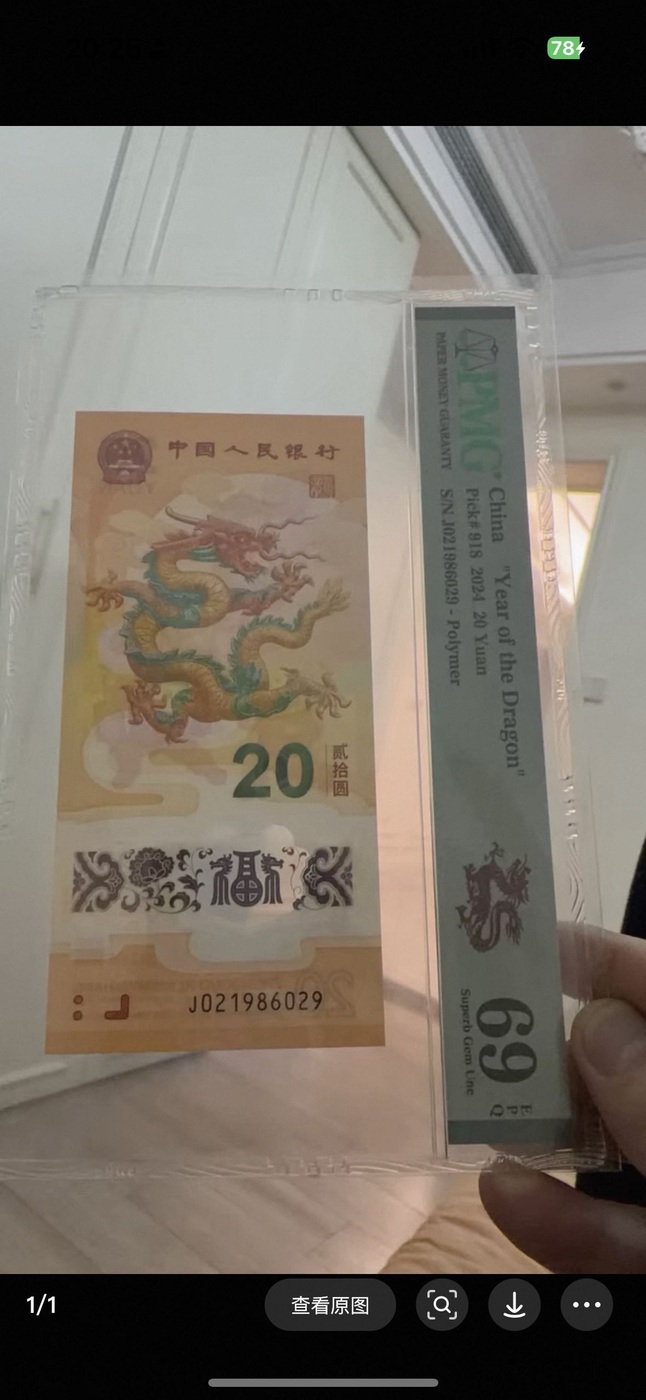 78
中国人民银行
20
贰拾圆
福
J021986029
PMG
PAPER MONEY GUARANTY
China "Year of the Dragon"
Pick# 918 2024 20 Yuan
S/N J021986029 - Polymer
69
EPQ
Superb Gem Unc
1/1
查看原图